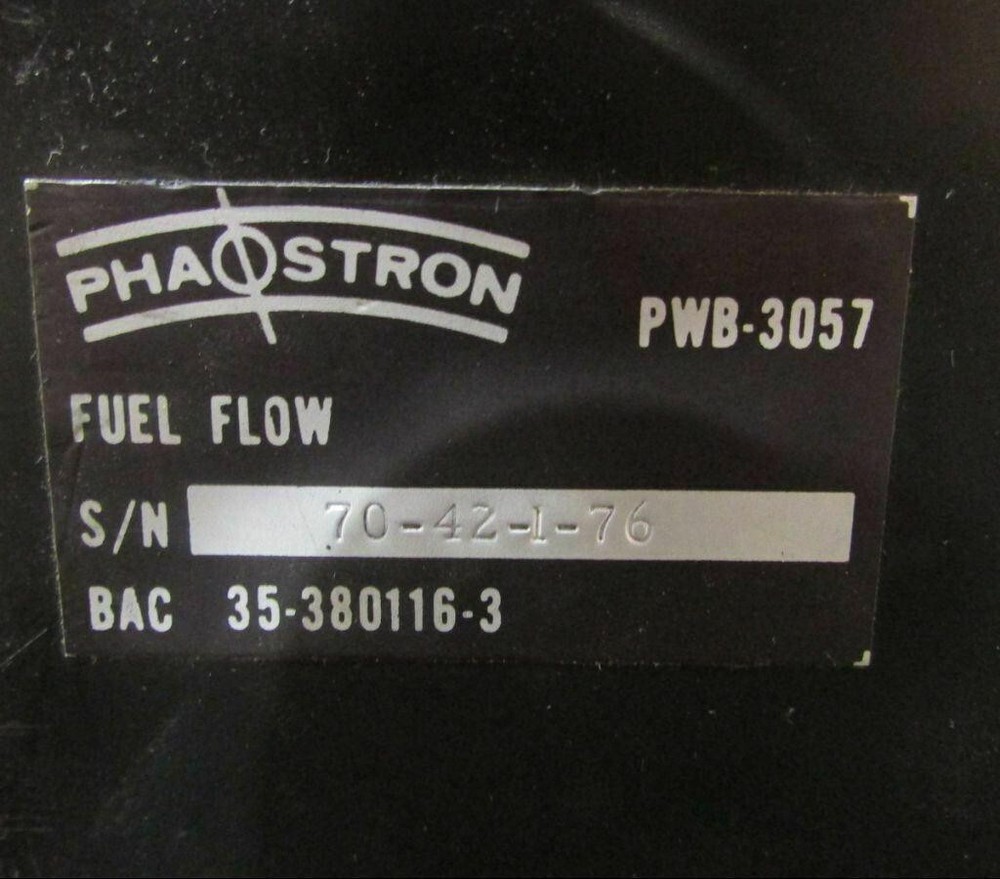 PHAOSTRON
PWB-3057
FUEL FLOW
S/N 70-42-1-76
BAC 35-380116-3